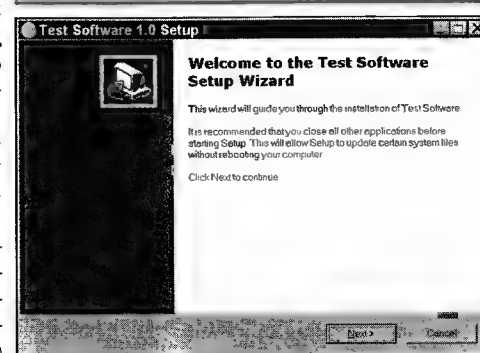 Test Software 1.0 Setup
Welcome to the Test Software
Setup Wizard
This wizard will guide you through the installation of Test Software
It is recommended that you close all other applications before
starting Setup This will allow Setup to update certain system files
without rebooting your computer
Click Next to continue
Next >
Cancel